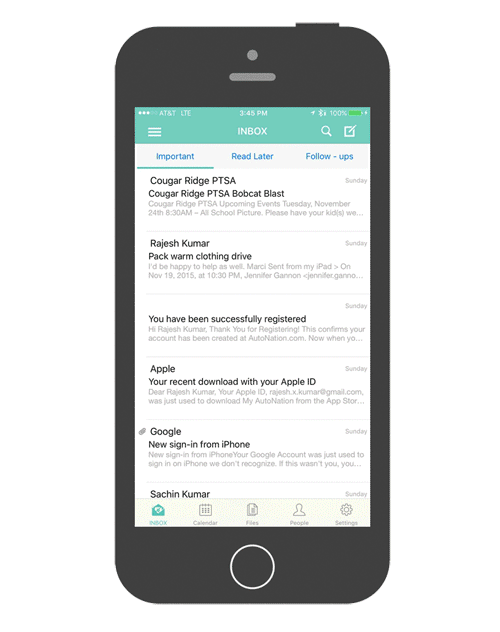 AT&T LTE 3:45 PM 100%
INBOX
Important Read Later Follow - ups
Cougar Ridge PTSA Sunday
Cougar Ridge PTSA Bobcat Blast
Cougar Ridge PTSA Upcoming Events Tuesday, November
24th 8:30AM – All School Picture. Please have your kid(s) we...
Rajesh Kumar Sunday
Pack warm clothing drive
I'd be happy to help as well. Marci Sent from my iPad > On
Nov 19, 2015, at 10:30 PM, Jennifer Gannon <jennifer.ganno...
Sunday
You have been successfully registered
Hi Rajesh Kumar, Thank You for Registering! This confirms your
account has been created at AutoNation.com. Now when yo...
Apple Sunday
Your recent download with your Apple ID
Dear Rajesh Kumar, Your Apple ID, rajesh.x.kumar@gmail.com,
was just used to download My AutoNation from the App Stor...
Google Sunday
New sign-in from iPhone
New sign-in from iPhoneYour Google Account was just used to
sign in on iPhone we don't recognize. If this wasn't you, you...
Sachin Kumar Sunday
INBOX Calendar Files People Settings